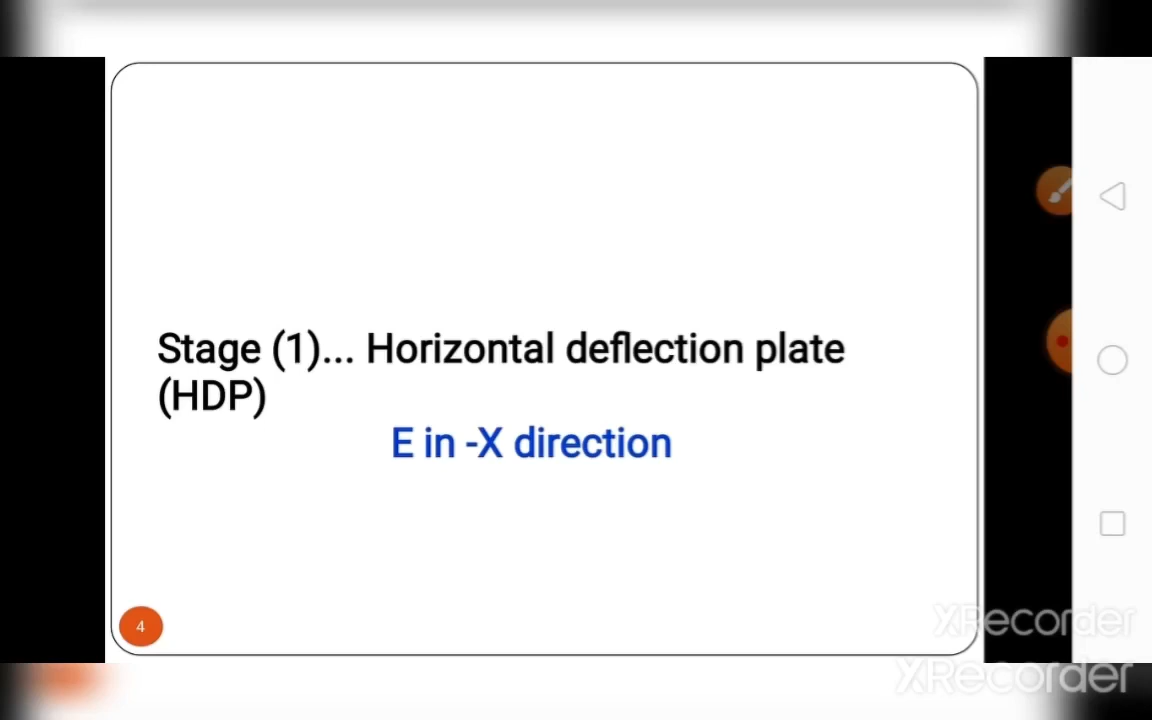 Stage (1)... Horizontal deflection plate
(HDP)
E in -X direction
4
XRecorder
XRecorder